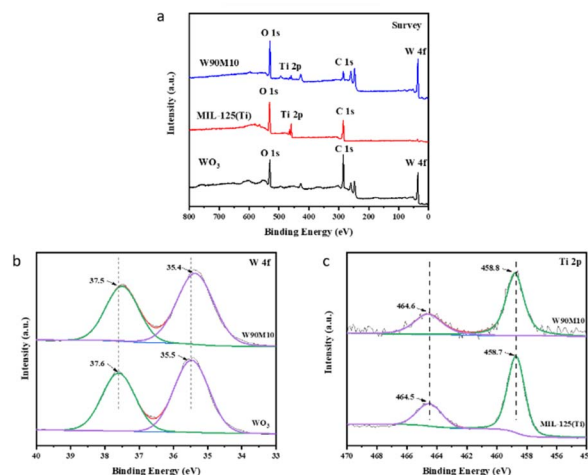 a
Survey
O 1s
Ti 2p
C 1s
W 4f
W90M10
O 1s
Ti 2p
C 1s
MIL-125(Ti)
O 1s
C 1s
W 4f
WO3
Intensity (a.u.)
800 700 600 500 400 300 200 100 0
Binding Energy (eV)
b
W 4f
37.5
35.4
W90M10
37.6
35.5
WO3
Intensity (a.u.)
40 39 38 37 36 35 34 33
Binding Energy (eV)
c
Ti 2p
458.8
464.6
W90M10
458.7
464.5
MIL-125(Ti)
Intensity (a.u.)
470 468 466 464 462 460 458 456 454
Binding Energy (eV)